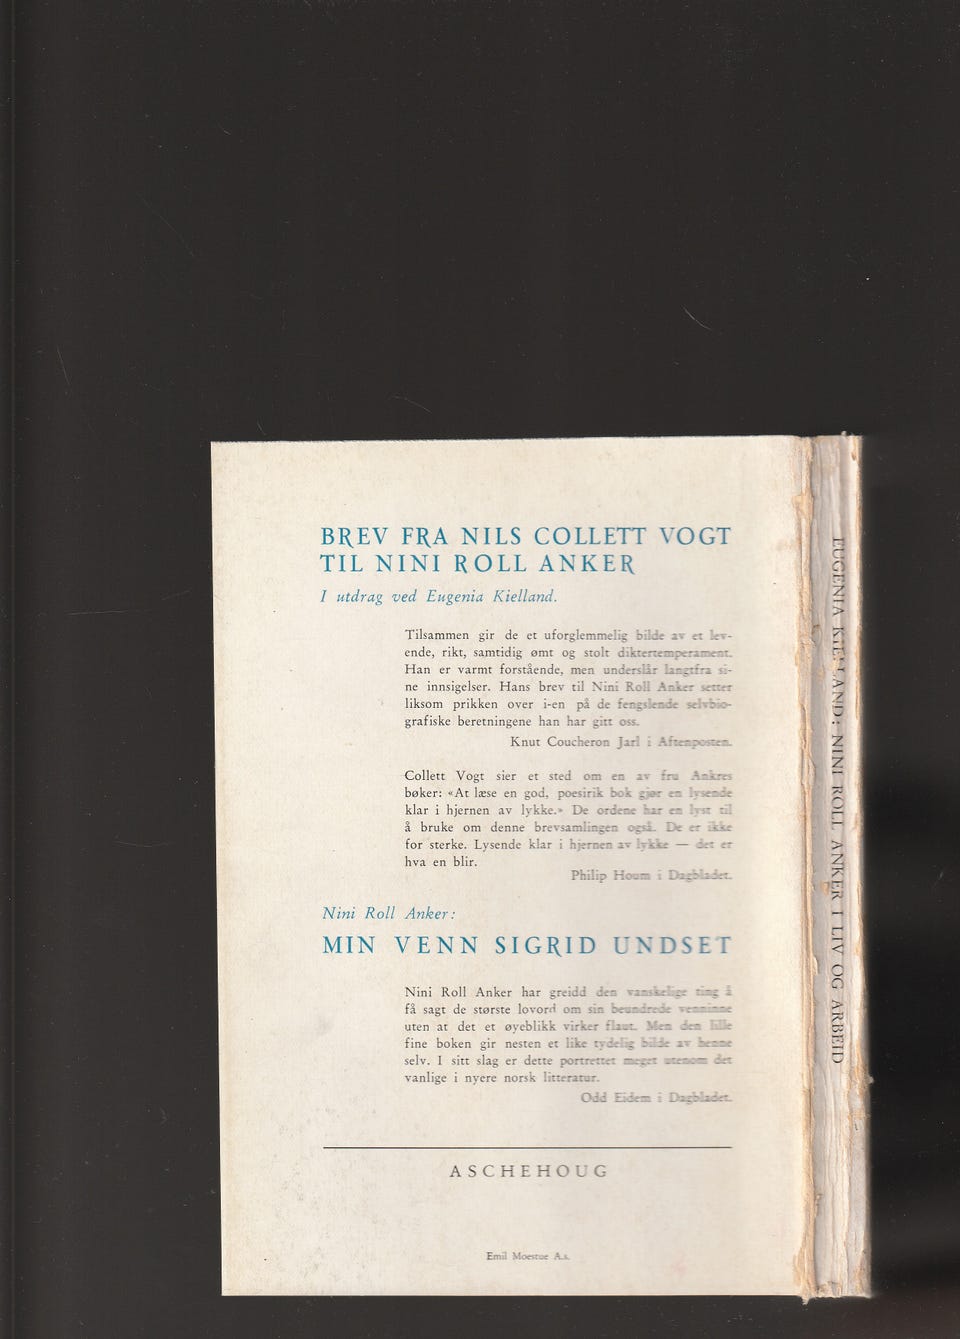 BREV FRA NILS COLLETT VOGT
TIL NINI ROLL ANKER
I utdrag ved Eugenia Kielland.
Tilsammen gir de et uforglemmelig bilde av et lev-
ende, rikt, samtidig ømt og stolt diktertemperament.
Han er varmt forstående, men underslår langtfra si-
ne innsigelser. Hans brev til Nini Roll Anker setter
liksom prikken over i-en på de fengslende selvbio-
grafiske beretningene han har gitt oss.
Knut Coucheron Jarl i Aftenposten.
Collett Vogt sier et sted om en av fru Ankres
bøker: «At læse en god, poesirik bok gjør en lysende
klar i hjernen av lykke.» De ordene har en lyst til
å bruke om denne brevsamlingen også. De er ikke
for sterke. Lysende klar i hjernen av lykke — det er
hva en blir.
Philip Houm i Dagbladet.
Nini Roll Anker:
MIN VENN SIGRID UNDSET
Nini Roll Anker har greidd den vanskelige ting å
få sagt de største lovord om sin beundrede venninne
uten at det et øyeblikk virker flaut. Men den lille
fine boken gir nesten et like tydelig bilde av henne
selv. I sitt slag er dette portrettet meget utenom det
vanlige i nyere norsk litteratur.
Odd Eidem i Dagbladet.
ASCHEHOUG
Emil Moestue A.s.
EUGENIA KIELLAND: NINI ROLL ANKER I LIV OG ARBEID